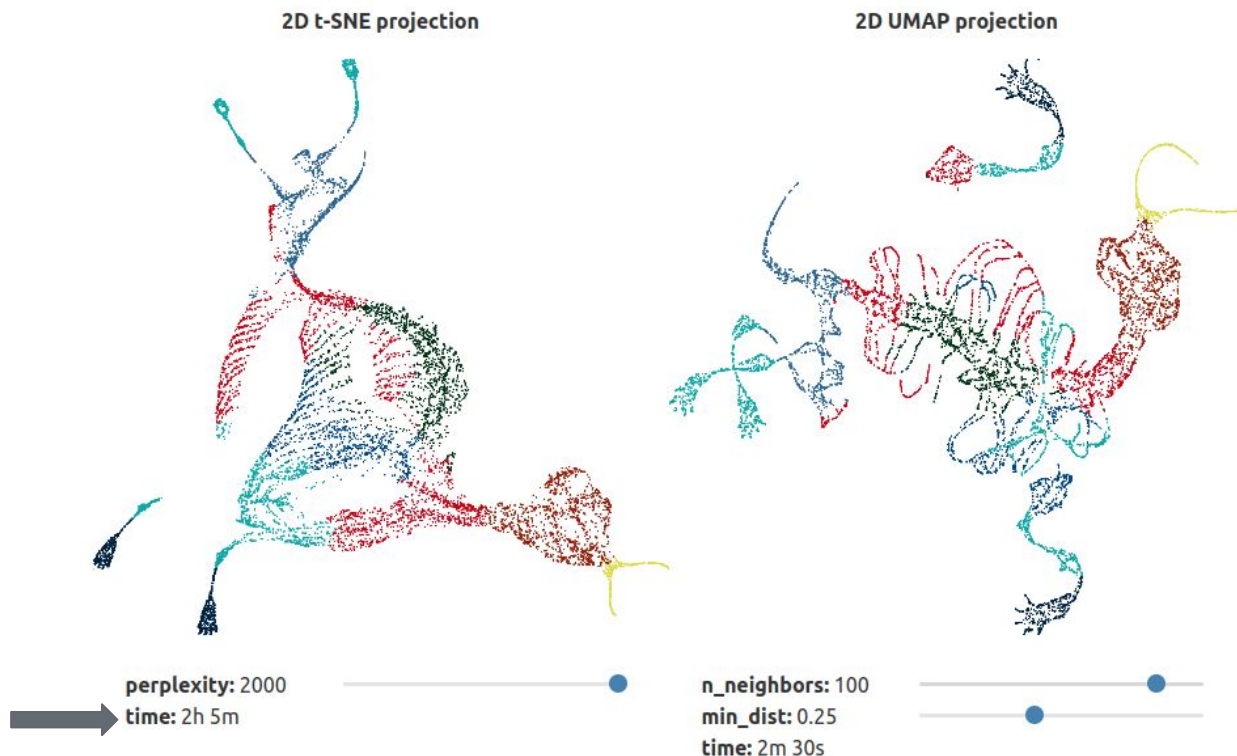 2D t-SNE projection
2D UMAP projection
perplexity: 2000
time: 2h 5m
n_neighbors: 100
min_dist: 0.25
time: 2m 30s